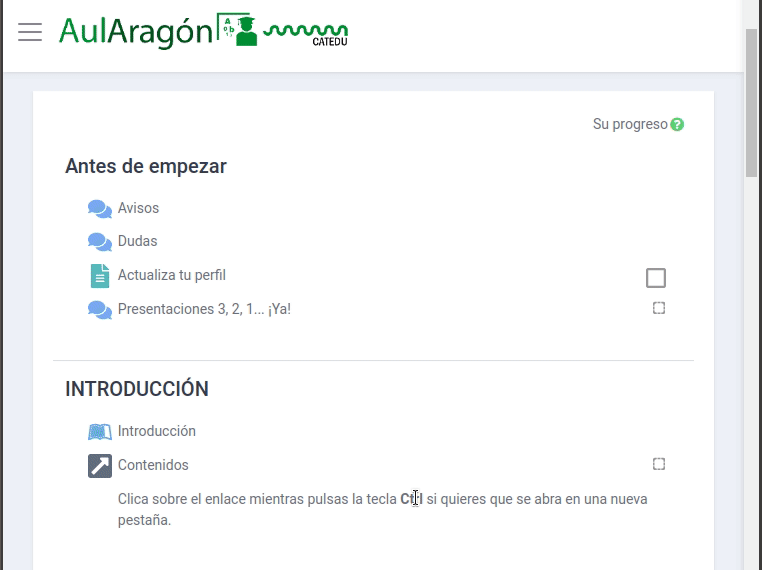 AulAragón
CATEDU
Su progreso
Antes de empezar
Avisos
Dudas
Actualiza tu perfil
Presentaciones 3, 2, 1... ¡Ya!
INTRODUCCIÓN
Introducción
Contenidos
Clica sobre el enlace mientras pulsas la tecla Ctrl si quieres que se abra en una nueva
pestaña.